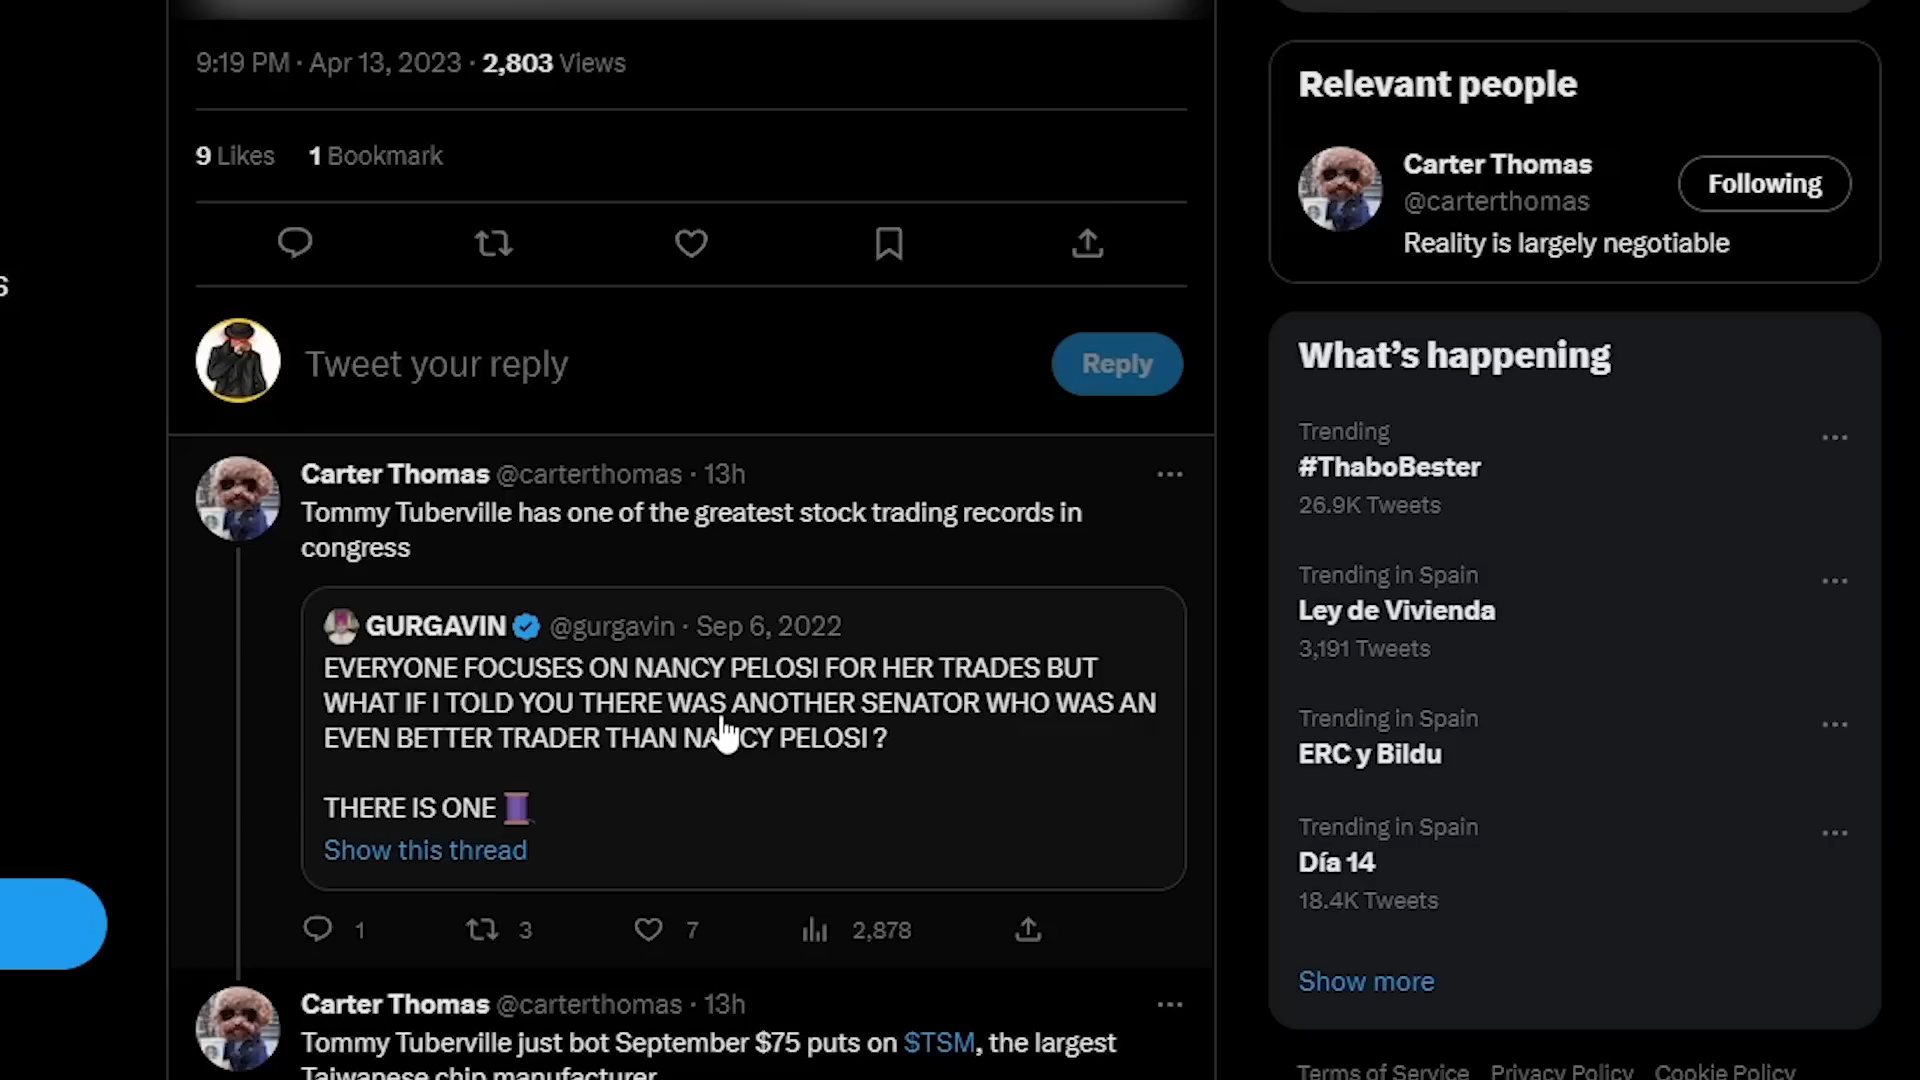 9:19 PM · Apr 13, 2023 · 2,803 Views
9 Likes 1 Bookmark
Tweet your reply
Reply
Carter Thomas @carterthomas · 13h
Tommy Tuberville has one of the greatest stock trading records in
congress
GURGAVIN @gurgavin · Sep 6, 2022
EVERYONE FOCUSES ON NANCY PELOSI FOR HER TRADES BUT
WHAT IF I TOLD YOU THERE WAS ANOTHER SENATOR WHO WAS AN
EVEN BETTER TRADER THAN NANCY PELOSI ?
THERE IS ONE
Show this thread
1 3 7 2,878
Carter Thomas @carterthomas · 13h
Tommy Tuberville just bot September $75 puts on $TSM, the largest
Taiwanese chip manufacturer
Relevant people
Carter Thomas
@carterthomas
Following
Reality is largely negotiable
What's happening
Trending
#ThaboBester
26.9K Tweets
Trending in Spain
Ley de Vivienda
3,191 Tweets
Trending in Spain
ERC y Bildu
Trending in Spain
Día 14
18.4K Tweets
Show more
Terms of Service Privacy Policy Cookie Policy